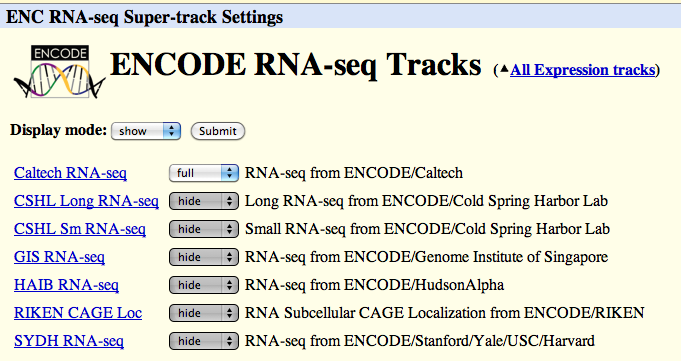 ENC RNA-seq Super-track Settings
ENCODE
ENCODE RNA-seq Tracks (▲All Expression tracks)
Display mode: show Submit
Caltech RNA-seq full RNA-seq from ENCODE/Caltech
CSHL Long RNA-seq hide Long RNA-seq from ENCODE/Cold Spring Harbor Lab
CSHL Sm RNA-seq hide Small RNA-seq from ENCODE/Cold Spring Harbor Lab
GIS RNA-seq hide RNA-seq from ENCODE/Genome Institute of Singapore
HAIB RNA-seq hide RNA-seq from ENCODE/HudsonAlpha
RIKEN CAGE Loc hide RNA Subcellular CAGE Localization from ENCODE/RIKEN
SYDH RNA-seq hide RNA-seq from ENCODE/Stanford/Yale/USC/Harvard